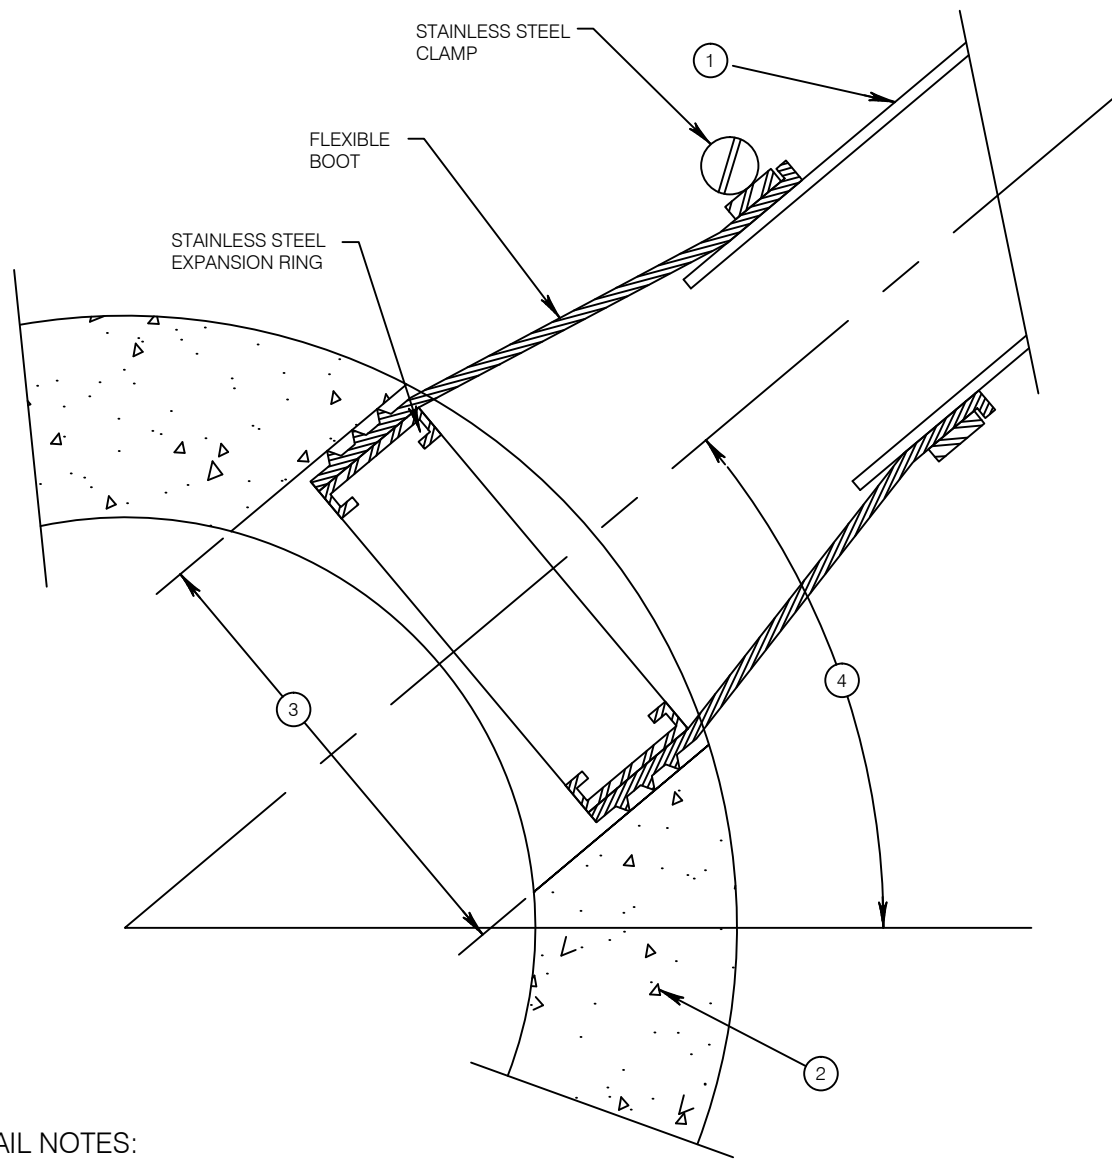 STAINLESS STEEL
CLAMP
1
FLEXIBLE
BOOT
STAINLESS STEEL
EXPANSION RING
4
3
2
AIL NOTES: